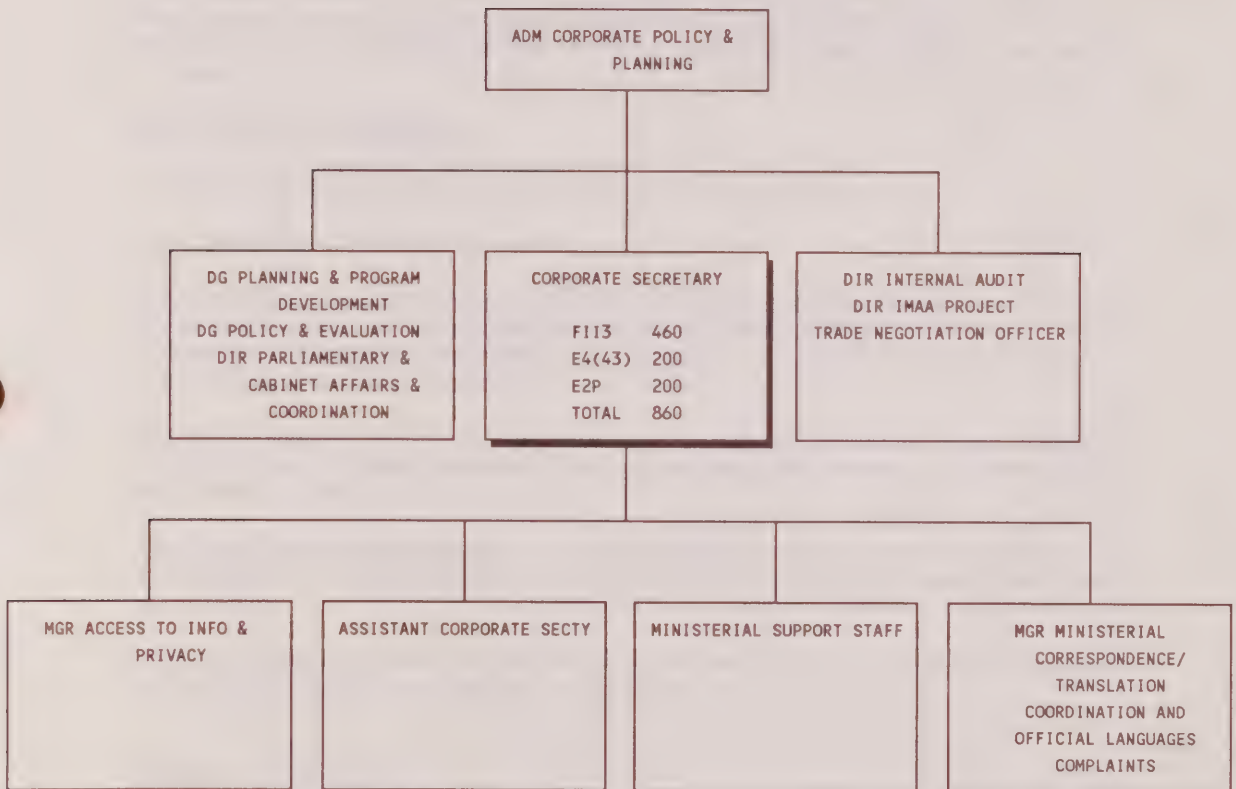 ADM CORPORATE POLICY &
PLANNING
DG PLANNING & PROGRAM
DEVELOPMENT
DG POLICY & EVALUATION
DIR PARLIAMENTARY &
CABINET AFFAIRS &
COORDINATION
CORPORATE SECRETARY
FII3 460
E4(43) 200
E2P 200
TOTAL 860
DIR INTERNAL AUDIT
DIR IMAA PROJECT
TRADE NEGOTIATION OFFICER
MGR ACCESS TO INFO &
PRIVACY
ASSISTANT CORPORATE SECTY
MINISTERIAL SUPPORT STAFF
MGR MINISTERIAL
CORRESPONDENCE/
TRANSLATION
COORDINATION AND
OFFICIAL LANGUAGES
COMPLAINTS